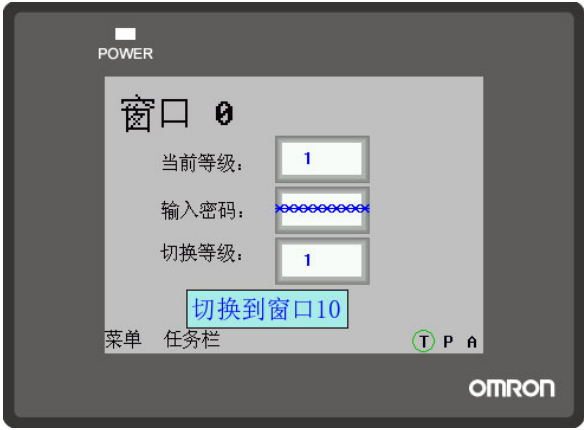 POWER
窗口 0
当前等级: 1
输入密码: xxxxxxxxxx
切换等级: 1
切换到窗口10
菜单 任务栏 T P A
OMRON